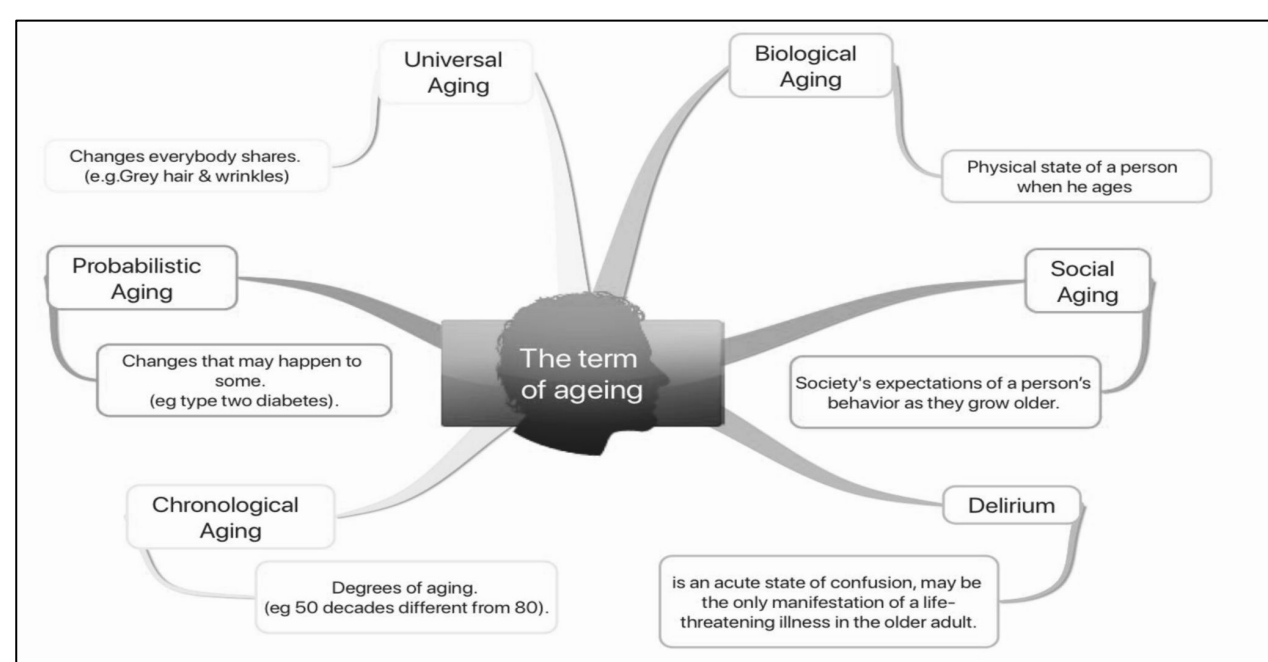 The term
of ageing
Universal
Aging
Changes everybody shares.
(e.g.Grey hair & wrinkles)
Probabilistic
Aging
Changes that may happen to
some.
(eg type two diabetes).
Chronological
Aging
Degrees of aging.
(eg 50 decades different from 80).
Biological
Aging
Physical state of a person
when he ages
Social
Aging
Society's expectations of a person's
behavior as they grow older.
Delirium
is an acute state of confusion, may be
the only manifestation of a life-
threatening illness in the older adult.